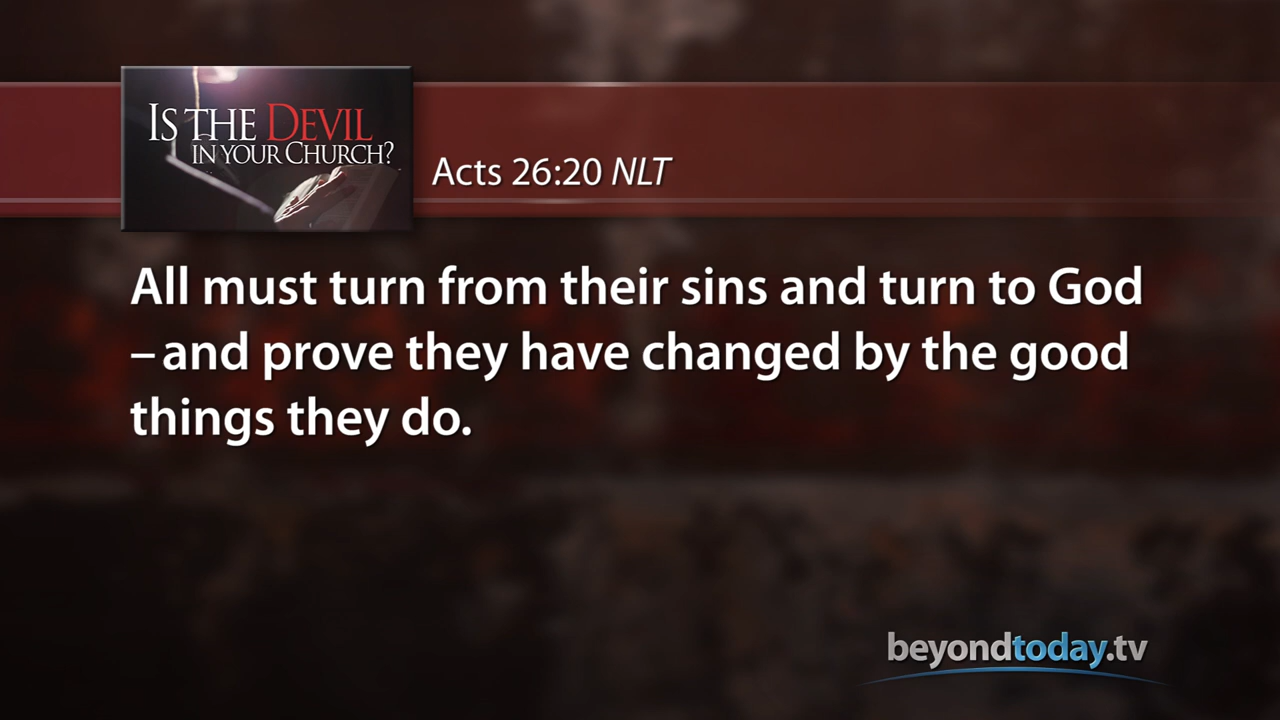 IS THE DEVIL
IN YOUR CHURCH?
Acts 26:20 NLT
All must turn from their sins and turn to God
–and prove they have changed by the good
things they do.
beyondtoday.tv